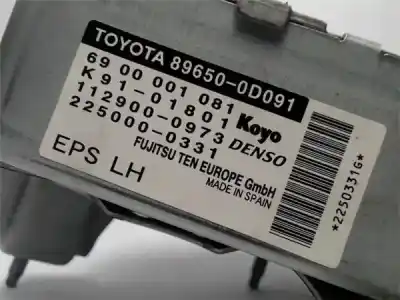 TOYOTA 89650-0D091
69 00 001 081
K91-01801 Koyo
112900-0973 DENSO
225000-0331
FUJITSU TEN EUROPE GmbH
EPS LH
MADE IN SPAIN
*2250331G*